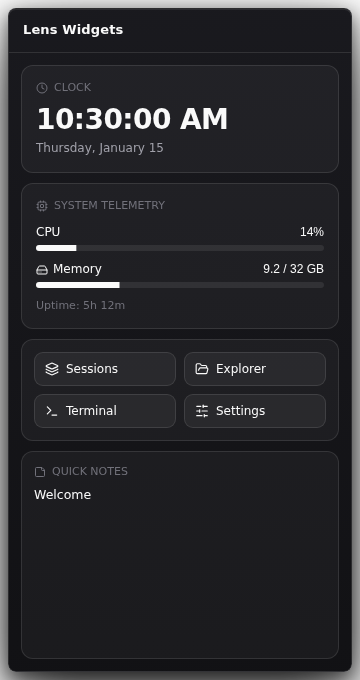 Lens Widgets
CLOCK
10:30:00 AM
Thursday, January 15
SYSTEM TELEMETRY
CPU 14%
Memory 9.2 / 32 GB
Uptime: 5h 12m
Sessions Explorer
Terminal Settings
QUICK NOTES
Welcome